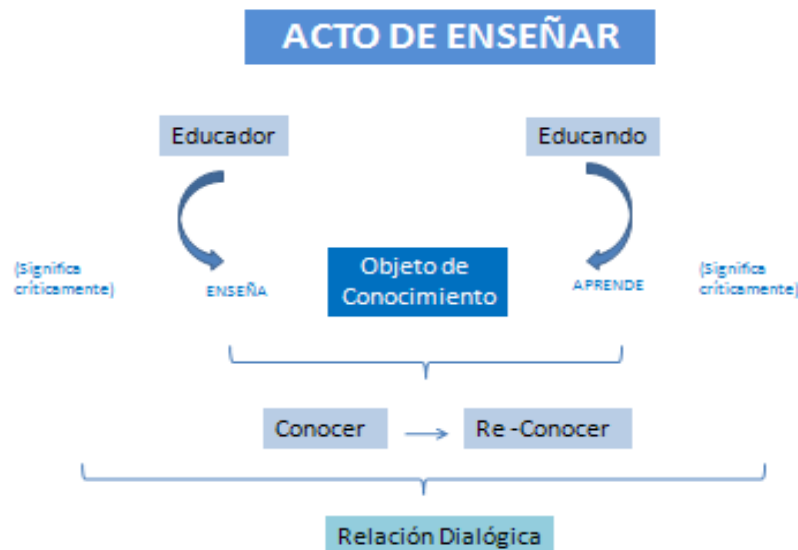 ACTO DE ENSEÑAR
Educador
Educando
(Significa
críticamente)
ENSEÑA
Objeto de
Conocimiento
APRENDE
(Significa
críticamente)
Conocer
Re -Conocer
Relación Dialógica